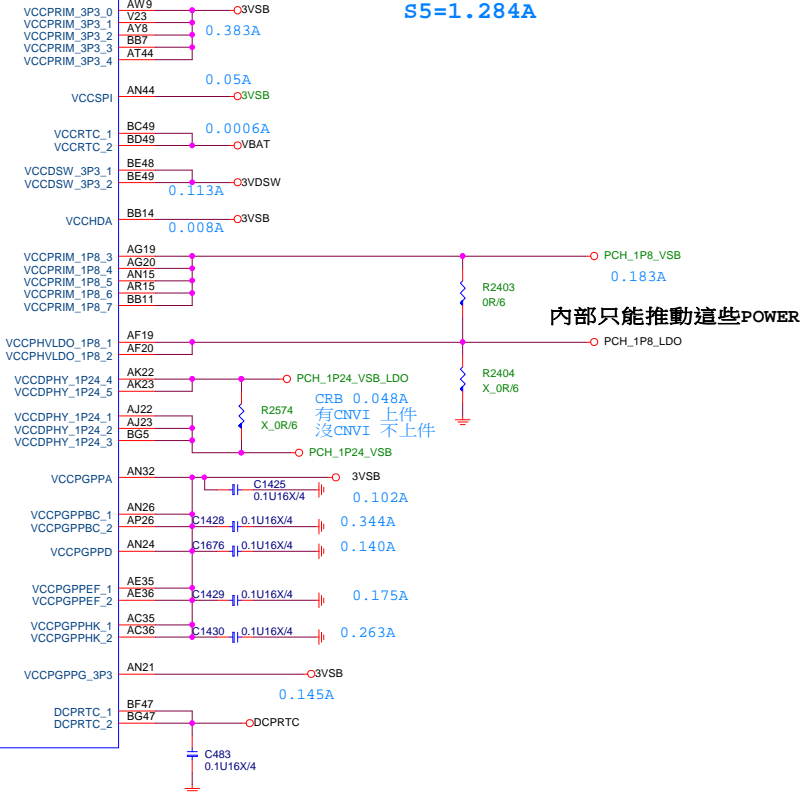 S5=1.284A
VCCPRIM_3P3_0 AW9 3VSB
VCCPRIM_3P3_1 V23
VCCPRIM_3P3_2 AY8 0.383A
VCCPRIM_3P3_3 BB7
VCCPRIM_3P3_4 AT44
0.05A
VCCSPI AN44 3VSB
VCCRTC_1 BC49 0.0006A
VCCRTC_2 BD49 VBAT
VCCDSW_3P3_1 BE48
VCCDSW_3P3_2 BE49 3VDSW
0.113A
VCCHDA BB14 3VSB
0.008A
VCCPRIM_1P8_3 AG19 PCH_1P8_VSB
VCCPRIM_1P8_4 AG20
0.183A
VCCPRIM_1P8_5 AN15
VCCPRIM_1P8_6 AR15
VCCPRIM_1P8_7 BB11
R2403
0R/6
內部只能推動這些POWER
VCCPHVLDO_1P8_1 AF19 PCH_1P8_LDO
VCCPHVLDO_1P8_2 AF20
R2404
X_0R/6
VCCDPHY_1P24_4 AK22 PCH_1P24_VSB_LDO
VCCDPHY_1P24_5 AK23
CRB 0.048A
有CNVI 上件
沒CNVI 不上件
R2574
X_0R/6
VCCDPHY_1P24_1 AJ22
VCCDPHY_1P24_2 AJ23
VCCDPHY_1P24_3 BG5
PCH_1P24_VSB
VCCPGPPA AN32 3VSB
C1425
0.1U16X/4
0.102A
VCCPGPPBC_1 AN26
VCCPGPPBC_2 AP26 C1428 0.1U16X/4 0.344A
VCCPGPPD AN24 C1676 0.1U16X/4 0.140A
VCCPGPPEF_1 AE35
VCCPGPPEF_2 AE36 C1429 0.1U16X/4 0.175A
VCCPGPPHK_1 AC35
VCCPGPPHK_2 AC36 C1430 0.1U16X/4 0.263A
VCCPGPPG_3P3 AN21 3VSB
0.145A
DCPRTC_1 BF47
DCPRTC_2 BG47 DCPRTC
C483
0.1U16X/4